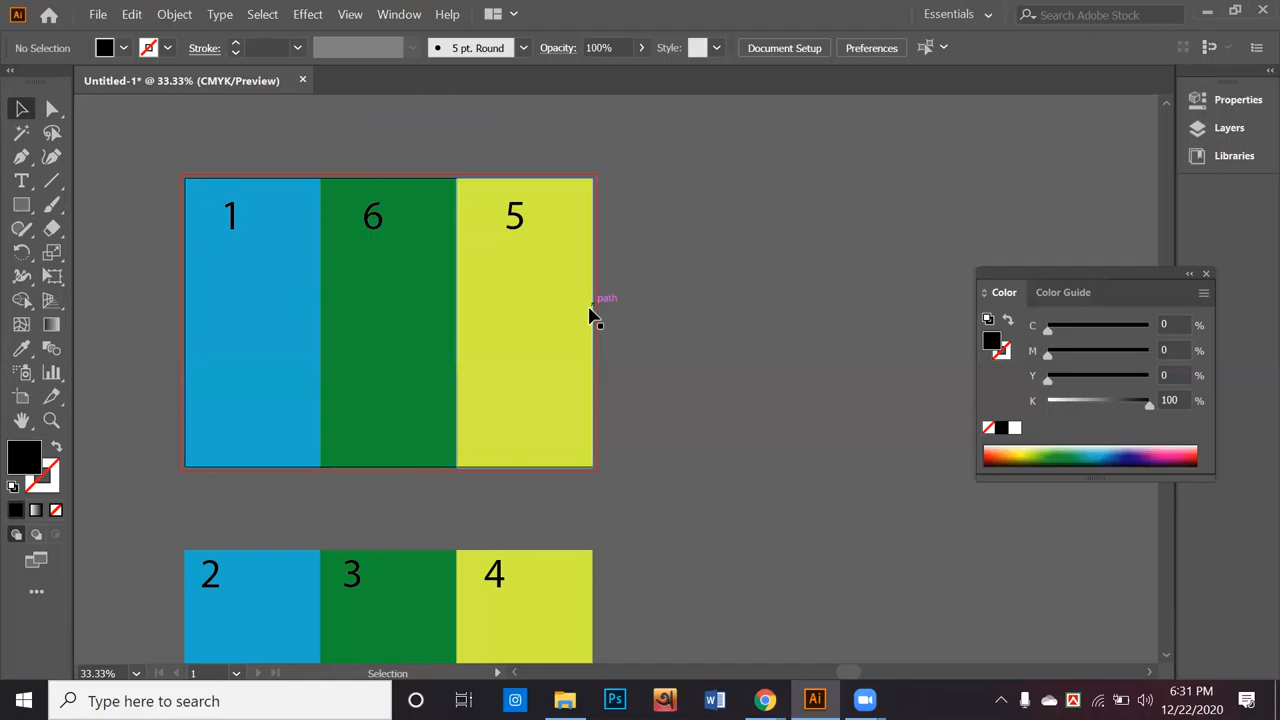 Ai File Edit Object Type Select Effect View Window Help Essentials Search Adobe Stock
No Selection Stroke: 5 pt. Round Opacity: 100% Style: Document Setup Preferences
Untitled-1* @ 33.33% (CMYK/Preview)
Properties
Layers
Libraries
1 6 5
path
Color Color Guide
C 0 %
M 0 %
Y 0 %
K 100 %
2 3 4
33.33% 1 Selection
Type here to search Ps W Ai 6:31 PM
12/22/2020